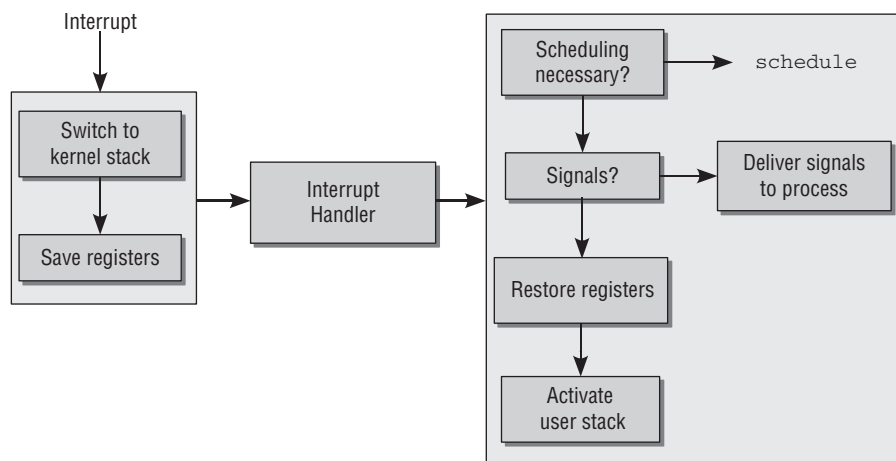 Interrupt
Switch to
kernel stack
Save registers
Interrupt
Handler
Scheduling
necessary?
schedule
Signals?
Deliver signals
to process
Restore registers
Activate
user stack